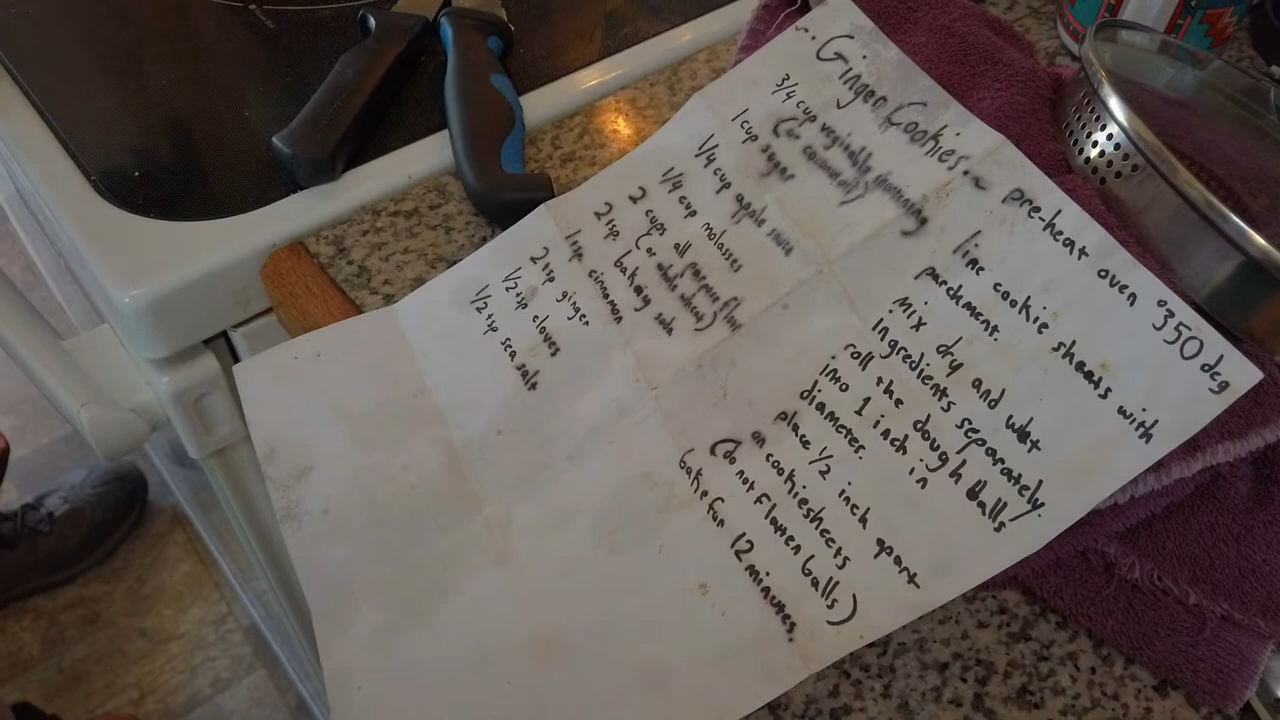 ~. Ginger Cookies.~
3/4 cup vegitable shorining
(or coconut oil)
1 cup sugar
1/4 cup apple sauce
1/4 cup molasses
2 cups all purpose flour
(or whole wheat)
2 tsp. baking soda
1 tsp cinnamon
2 tsp ginger
1/2 tsp cloves
1/2 tsp sea salt
pre-heat oven °350 deg
line cookie sheets with
parchment.
mix dry and wet
ingredients separately.
roll the dough Balls
into 1 inch in
diameter.
place 1/2 inch apart
on cookiesheets
(do not flatten balls)
bake for 12 minutes.